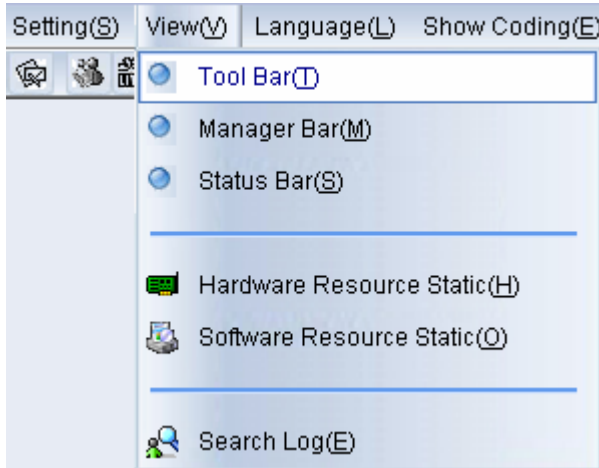 Setting(S) View(V) Language(L) Show Coding(E)
Tool Bar(T)
Manager Bar(M)
Status Bar(S)
Hardware Resource Static(H)
Software Resource Static(O)
Search Log(E)